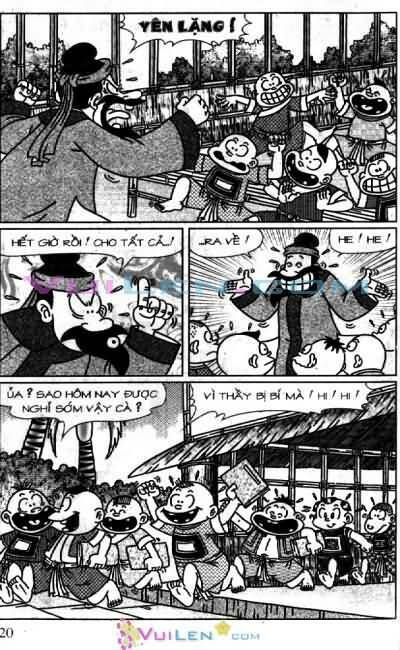 YÊN LẶNG!
HẾT GIỜ RỒI! CHO TẤT CẢ...!
...RA VỀ!
HE! HE!
ỦA? SAO HÔM NAY ĐƯỢC
NGHỈ SỚM VẬY CÀ?
VÌ THẦY BỊ BÍ MÀ! HI! HI!
20
VUILEN.com